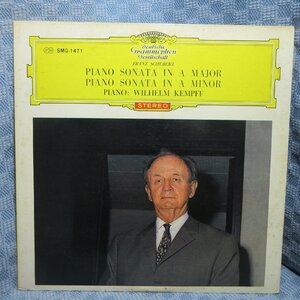 SMG-1471
Deutsche
Grammophon
Gesellschaft
FRANZ SCHUBERT
PIANO SONATA IN A MAJOR
PIANO SONATA IN A MINOR
PIANO: WILHELM KEMPFF
STEREO